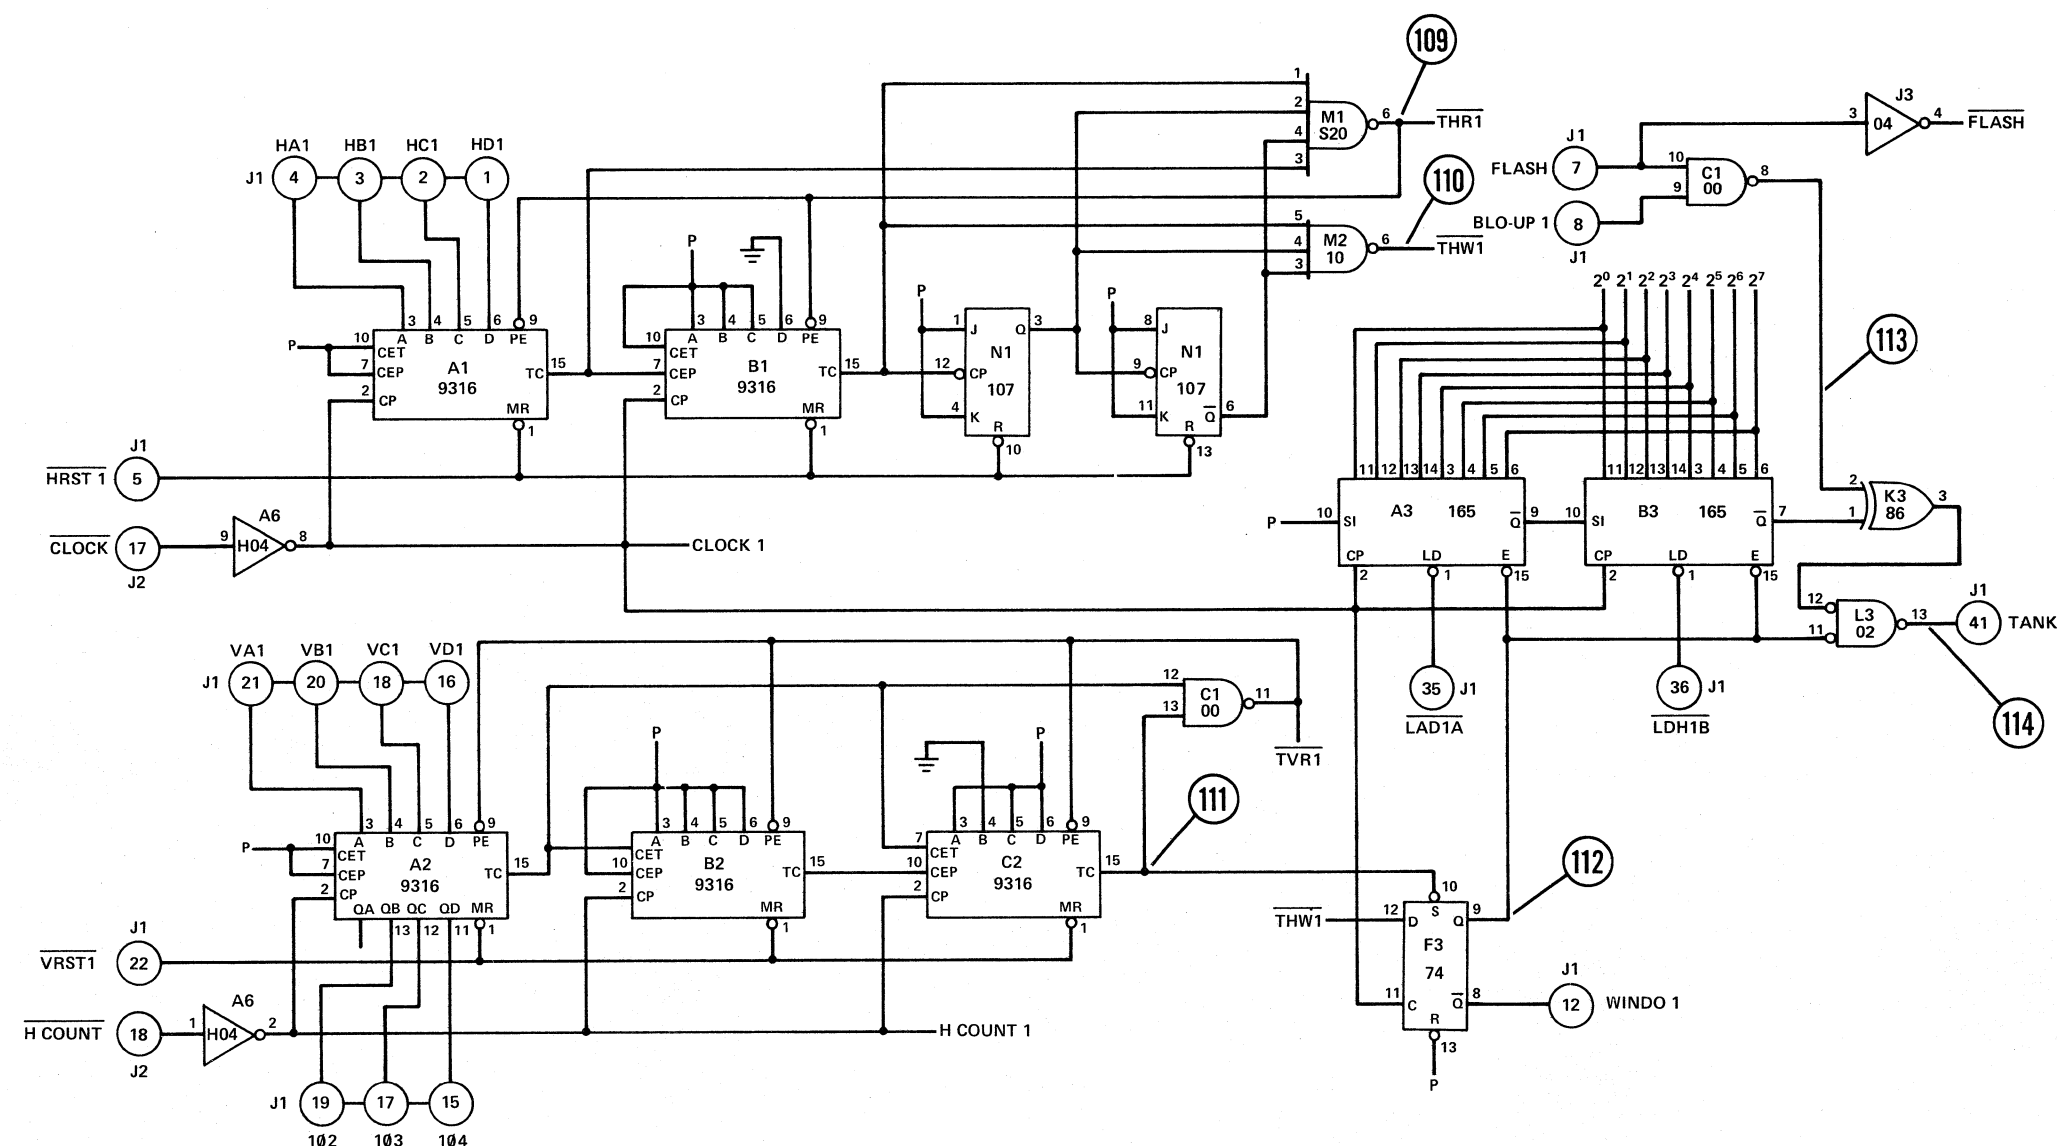 109
HA1 HB1 HC1 HD1
J1 4 3 2 1
1
2
4
3
M1
S20
6
THR1
110
5
4
3
M2
10
6
THW1
J3
3 04 4 FLASH
J1
FLASH 7
10
9
C1
00
8
BLO-UP 1 8
J1
2⁰ 2¹ 2² 2³ 2⁴ 2⁵ 2⁶ 2⁷
113
P
3 4 5 6 9
A B C D PE
P 10 CET
7 CEP
2 CP
A1
9316
TC 15
MR
1
P
3 4 5 6 9
A B C D PE
10 CET
7 CEP
2 CP
B1
9316
TC 15
MR
1
P
1 J Q 3
N1
12 CP
107
4 K
R
10
P
8 J
N1
9 CP
107
11 K Q 6
R
13
J1
HRST 1 5
A6
CLOCK 17 9 H04 8 CLOCK 1
J2
11 12 13 14 3 4 5 6
P 10 SI A3 165 Q 9
CP LD E
2 1 15
11 12 13 14 3 4 5 6
10 SI B3 165 Q 7
CP LD E
2 1 15
2
1
K3
86
3
12
11
L3
02
13
J1
41 TANK
114
35 J1
LAD1A
36 J1
LDH1B
VA1 VB1 VC1 VD1
J1 21 20 18 16
12
13
C1
00
11
TVR1
3 4 5 6 9
A B C D PE
P 10 CET
7 CEP
2 CP
A2
9316
TC 15
QA QB QC QD MR
13 12 11 1
P
3 4 5 6 9
A B C D PE
CET
10 CEP
2 CP
B2
9316
TC 15
MR
1
P
3 4 5 6 9
A B C D PE
7 CET
10 CEP
2 CP
C2
9316
TC 15
MR
1
111
112
10
S
THW1 12 D Q 9
F3
74
11 C Q 8
R
13
P
J1
12 WINDO 1
J1
VRST1 22
A6
H COUNT 18 1 H04 2 H COUNT 1
J2
J1 19 17 15
102 103 104